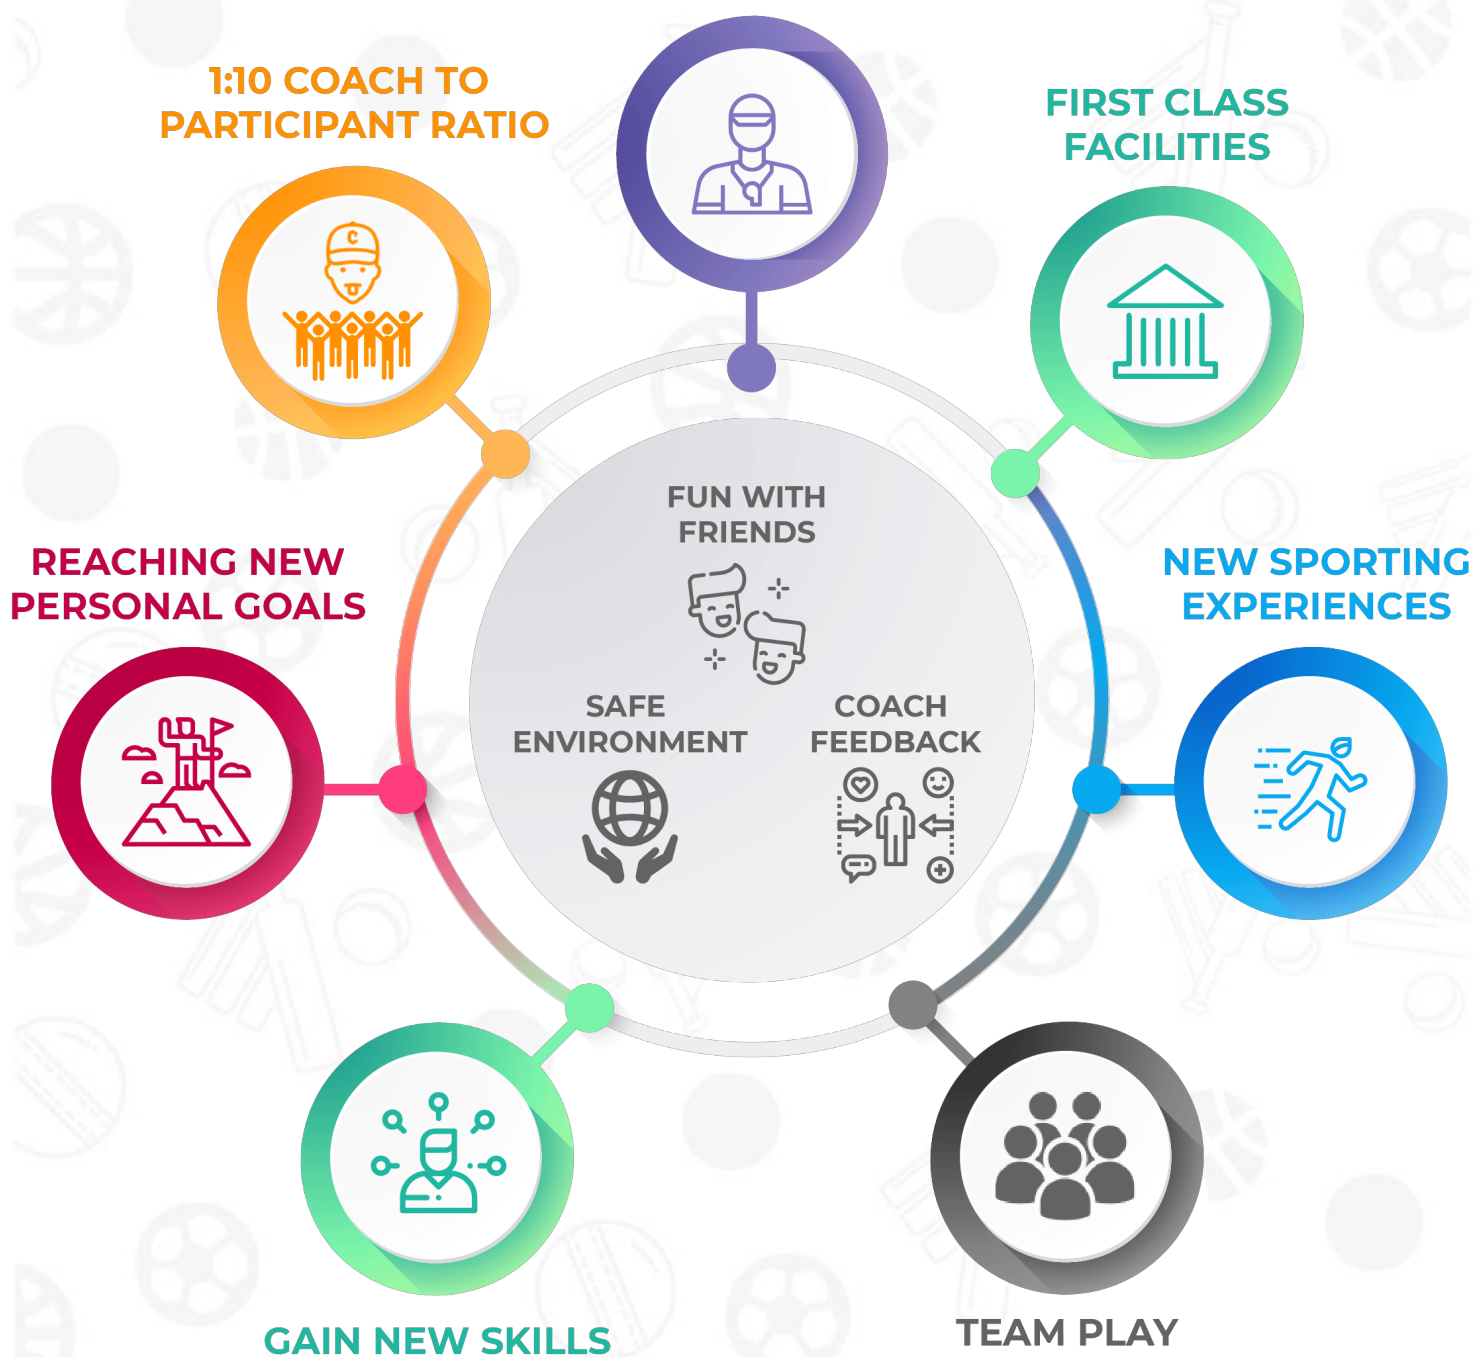 1:10 COACH TO
PARTICIPANT RATIO
FIRST CLASS
FACILITIES
FUN WITH
FRIENDS
REACHING NEW
PERSONAL GOALS
NEW SPORTING
EXPERIENCES
SAFE
ENVIRONMENT
COACH
FEEDBACK
GAIN NEW SKILLS
TEAM PLAY
C